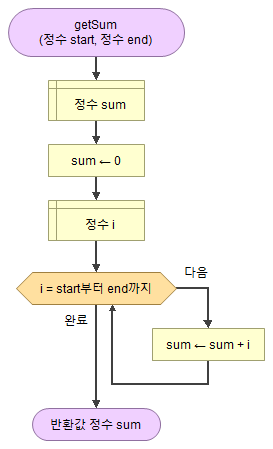 getSum
(정수 start, 정수 end)
정수 sum
sum ← 0
정수 i
i = start부터 end까지
다음
완료
sum ← sum + i
반환값 정수 sum